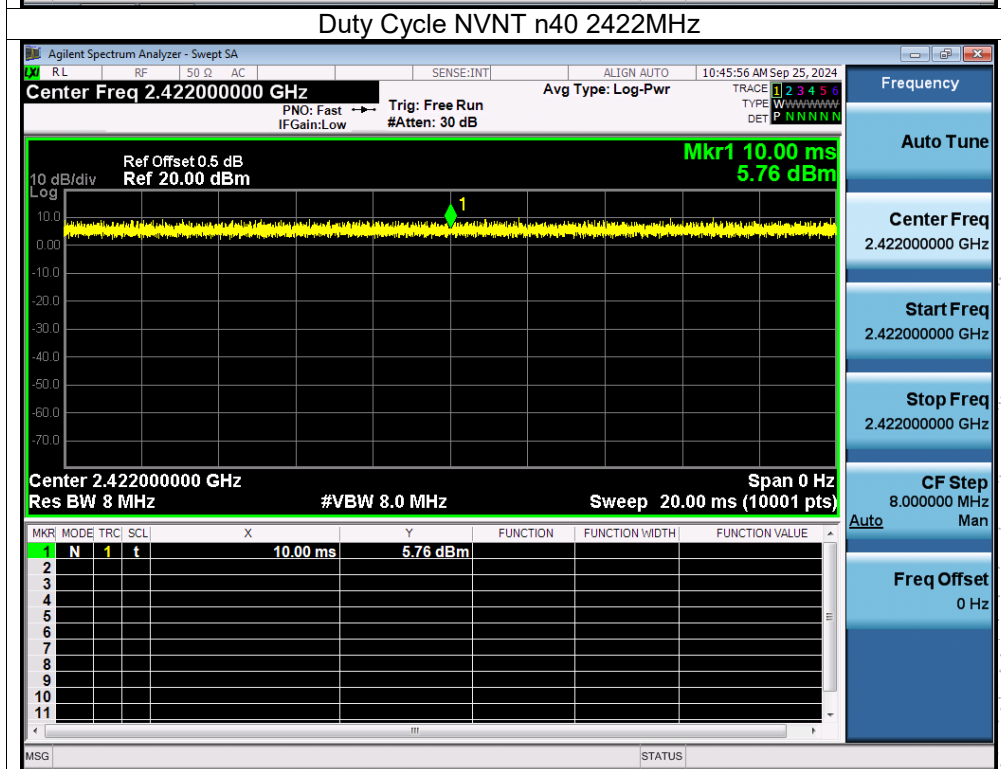 Duty Cycle NVNT n40 2422MHz
Agilent Spectrum Analyzer - Swept SA
LXI RL RF 50 Ω AC SENSE:INT ALIGN AUTO 10:45:56 AM Sep 25, 2024
Center Freq 2.422000000 GHz
PNO: Fast
IFGain:Low
Trig: Free Run
#Atten: 30 dB
Avg Type: Log-Pwr
TRACE 1 2 3 4 5 6
TYPE WWWWWW
DET P N N N N N
Mkr1 10.00 ms
5.76 dBm
Ref Offset 0.5 dB
10 dB/div Ref 20.00 dBm
Log
1
10.0
0.00
-10.0
-20.0
-30.0
-40.0
-50.0
-60.0
-70.0
Center 2.422000000 GHz Span 0 Hz
Res BW 8 MHz #VBW 8.0 MHz Sweep 20.00 ms (10001 pts)
MKR MODE TRC SCL X Y FUNCTION FUNCTION WIDTH FUNCTION VALUE
1 N 1 t 10.00 ms 5.76 dBm
2
3
4
5
6
7
8
9
10
11
MSG STATUS
Frequency
Auto Tune
Center Freq
2.422000000 GHz
Start Freq
2.422000000 GHz
Stop Freq
2.422000000 GHz
CF Step
8.000000 MHz
Auto Man
Freq Offset
0 Hz